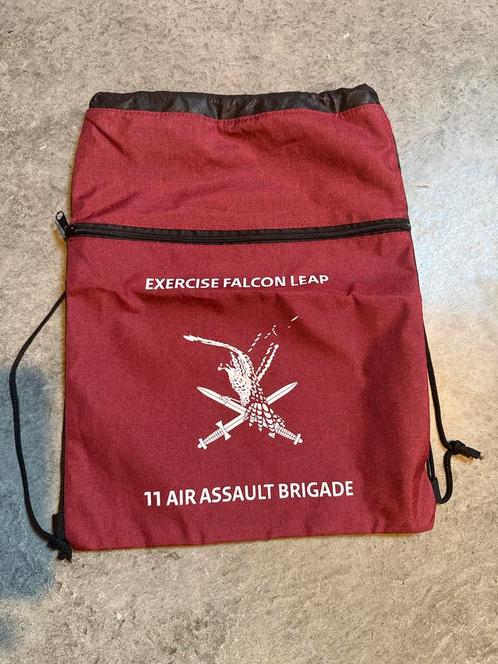 EXERCISE FALCON LEAP
11 AIR ASSAULT BRIGADE